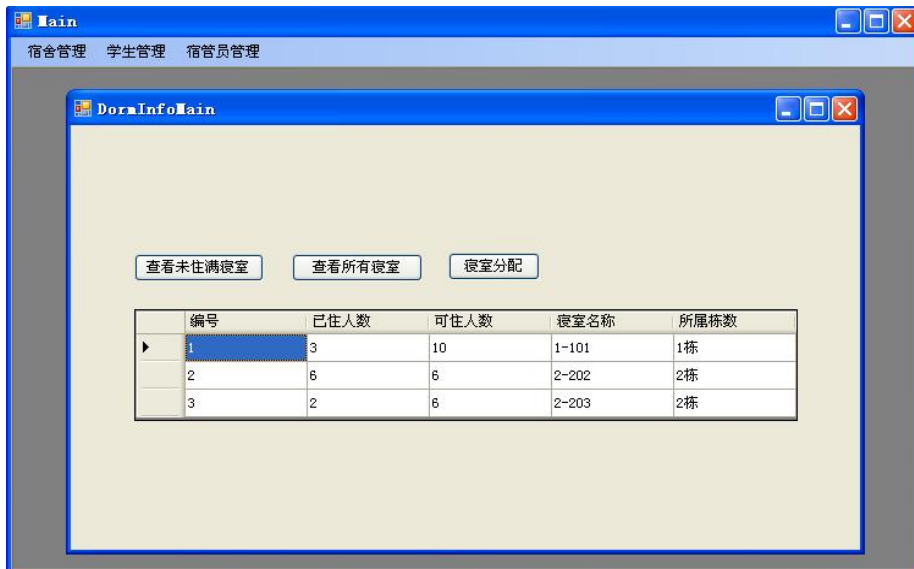 Main
宿舍管理 学生管理 宿管员管理
DormInfoMain
查看未住满寝室 查看所有寝室 寝室分配
编号 已住人数 可住人数 寝室名称 所属栋数
1 3 10 1-101 1栋
2 6 6 2-202 2栋
3 2 6 2-203 2栋